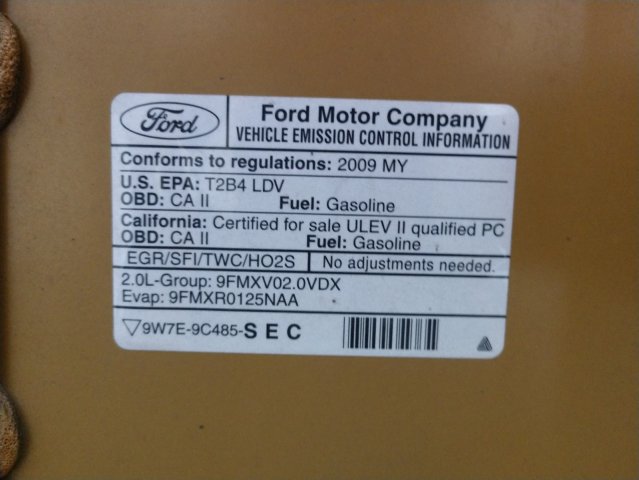 Ford
Ford Motor Company
VEHICLE EMISSION CONTROL INFORMATION
Conforms to regulations: 2009 MY
U.S. EPA: T2B4 LDV
OBD: CA II Fuel: Gasoline
California: Certified for sale ULEV II qualified PC
OBD: CA II Fuel: Gasoline
EGR/SFI/TWC/HO2S No adjustments needed.
2.0L-Group: 9FMXV02.0VDX
Evap: 9FMXR0125NAA
▽9W7E-9C485-S E C